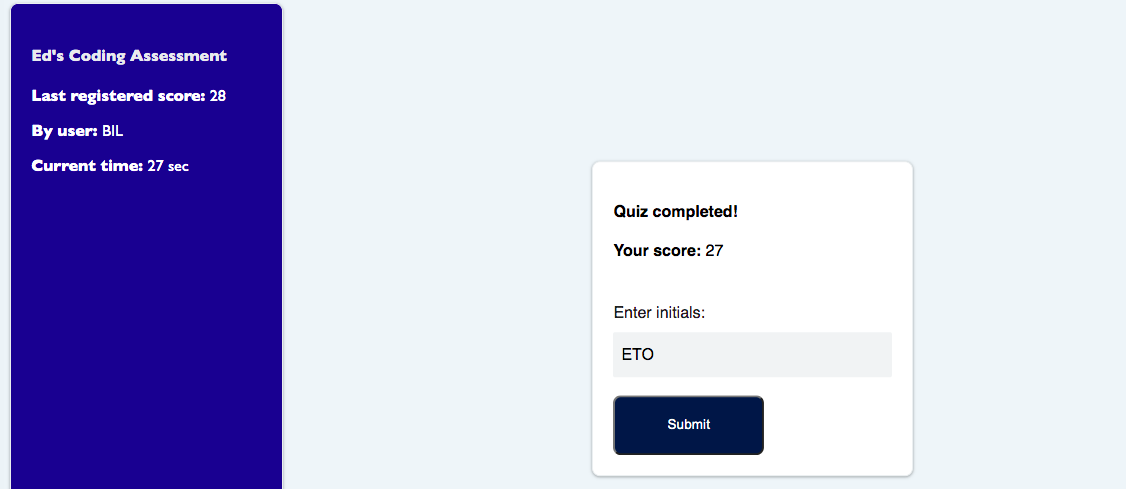 Ed's Coding Assessment
Last registered score: 28
By user: BIL
Current time: 27 sec
Quiz completed!
Your score: 27
Enter initials:
ETO
Submit